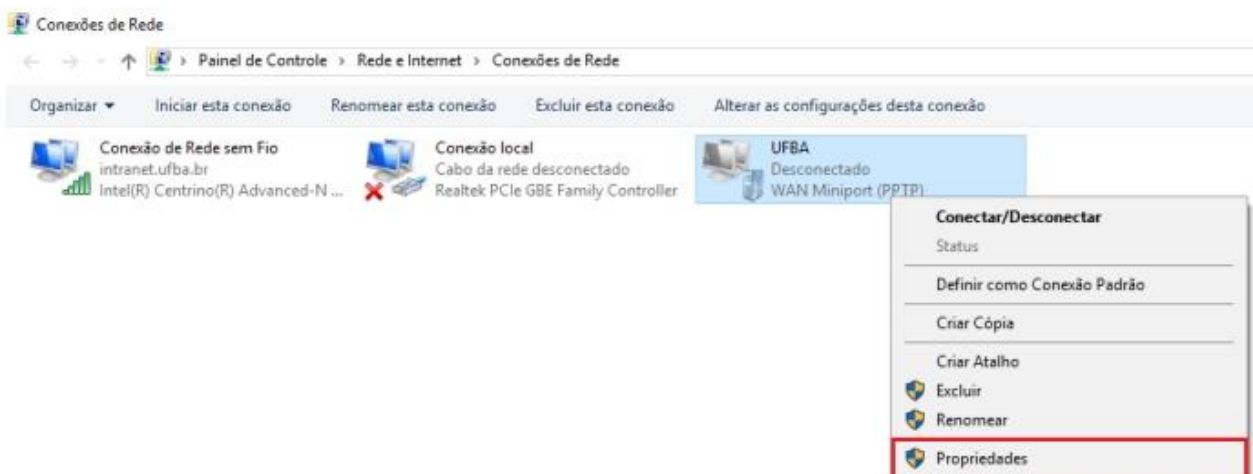 Conexões de Rede
Painel de Controle > Rede e Internet > Conexões de Rede
Organizar Iniciar esta conexão Renomear esta conexão Excluir esta conexão Alterar as configurações desta conexão
Conexão de Rede sem Fio
intranet.ufba.br
Intel(R) Centrino(R) Advanced-N ...
Conexão local
Cabo da rede desconectado
Realtek PCIe GBE Family Controller
UFBA
Desconectado
WAN Miniport (PPTP)
Conectar/Desconectar
Status
Definir como Conexão Padrão
Criar Cópia
Criar Atalho
Excluir
Renomear
Propriedades